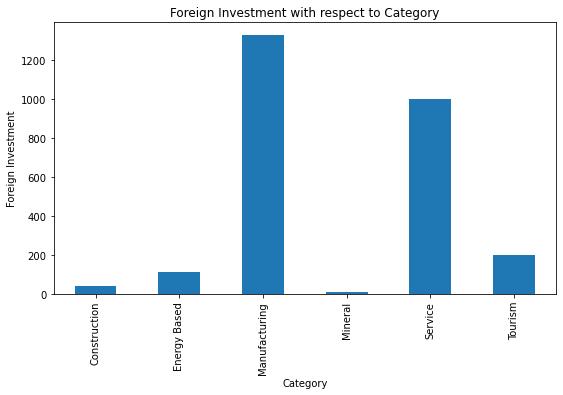 Foreign Investment with respect to Category
Foreign Investment
1200
1000
800
600
400
200
0
Construction
Energy Based
Manufacturing
Mineral
Service
Tourism
Category